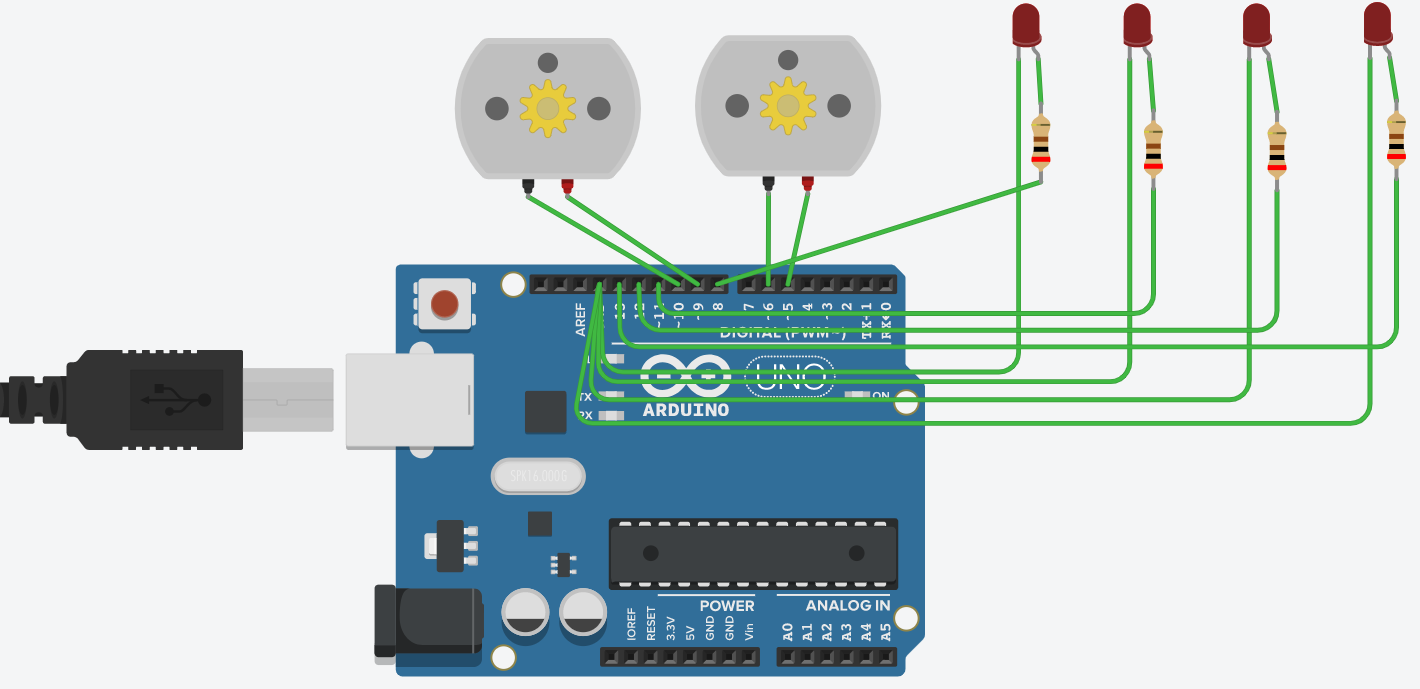 AREF
13
12
~10
~9
8
7
~6
~5
4
~3
2
TX→1
RX←0
DIGITAL (PWM~)
L
TX
RX
UNO
ON
ARDUINO
SPK16.000G
POWER
ANALOG IN
IOREF
RESET
3.3V
5V
GND
GND
Vin
A0
A1
A2
A3
A4
A5